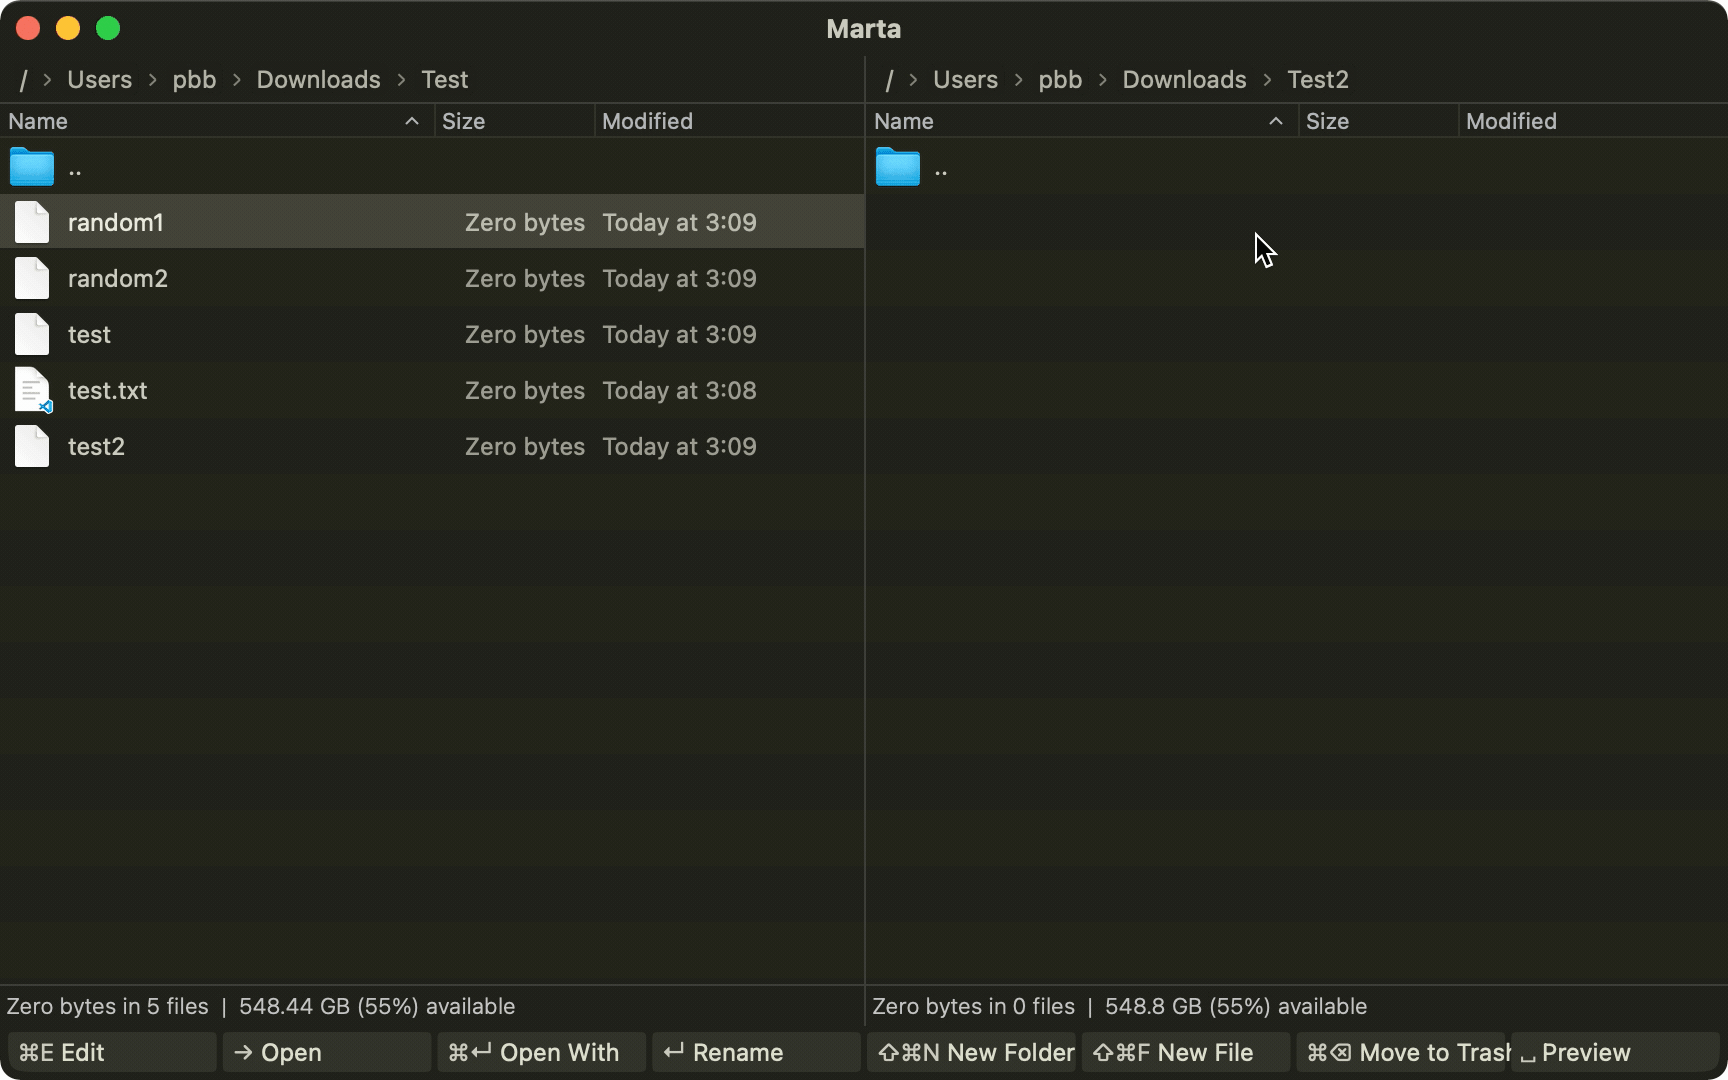 Marta
/ › Users › pbb › Downloads › Test
Name Size Modified
..
random1 Zero bytes Today at 3:09
random2 Zero bytes Today at 3:09
test Zero bytes Today at 3:09
test.txt Zero bytes Today at 3:08
test2 Zero bytes Today at 3:09
Zero bytes in 5 files | 548.44 GB (55%) available
/ › Users › pbb › Downloads › Test2
Name Size Modified
..
Zero bytes in 0 files | 548.8 GB (55%) available
⌘E Edit → Open ⌘↩ Open With ↩ Rename ⇧⌘N New Folder ⇧⌘F New File ⌘⌫ Move to Trash ⎵ Preview